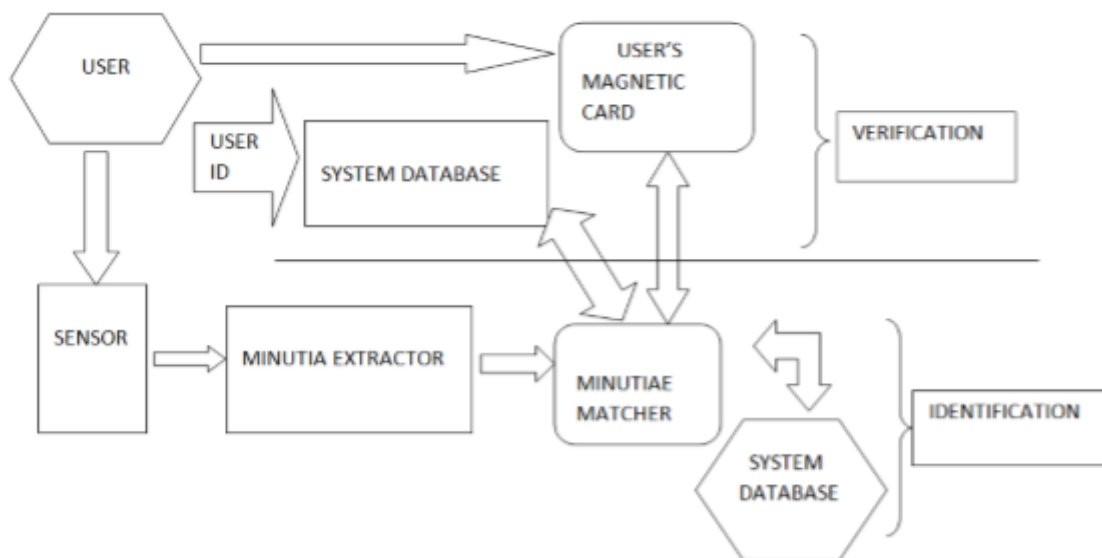 USER
USER'S
MAGNETIC
CARD
USER
ID
SYSTEM DATABASE
VERIFICATION
SENSOR
MINUTIA EXTRACTOR
MINUTIAE
MATCHER
IDENTIFICATION
SYSTEM
DATABASE